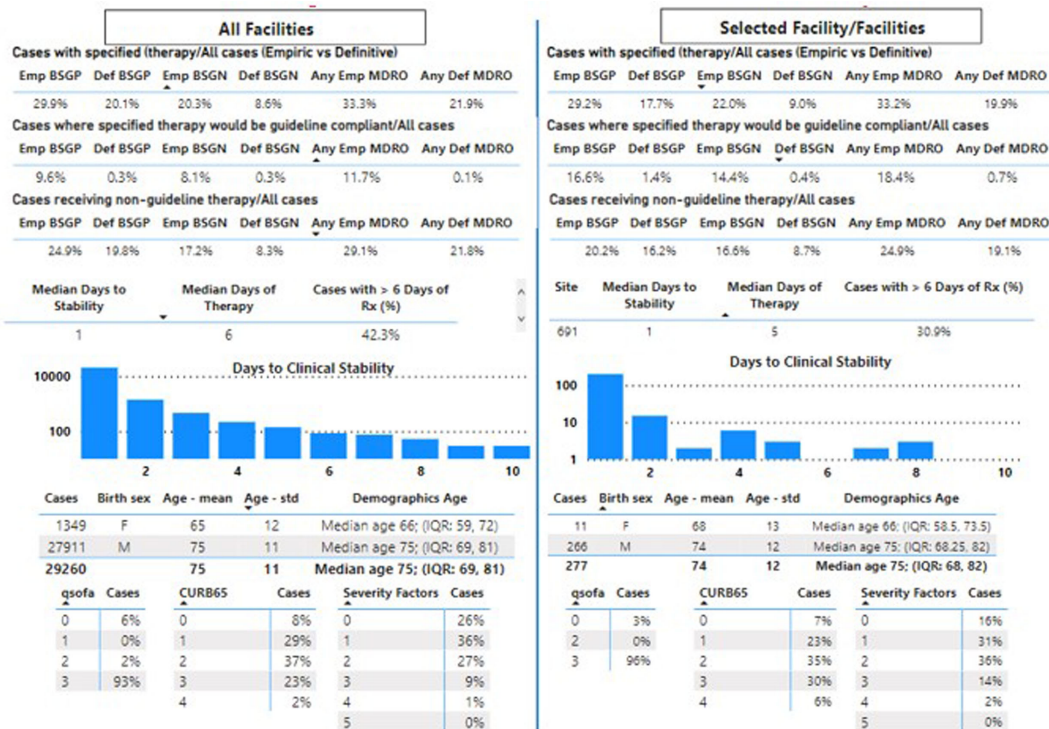 All Facilities
Cases with specified (therapy/All cases (Empiric vs Definitive)
Emp BSGP Def BSGP Emp BSGN Def BSGN Any Emp MDRO Any Def MDRO
29.9% 20.1% 20.3% 8.6% 33.3% 21.9%
Cases where specified therapy would be guideline compliant/All cases
Emp BSGP Def BSGP Emp BSGN Def BSGN Any Emp MDRO Any Def MDRO
9.6% 0.3% 8.1% 0.3% 11.7% 0.1%
Cases receiving non-guideline therapy/All cases
Emp BSGP Def BSGP Emp BSGN Def BSGN Any Emp MDRO Any Def MDRO
24.9% 19.8% 17.2% 8.3% 29.1% 21.8%
Median Days to Stability Median Days of Therapy Cases with > 6 Days of Rx (%)
1 6 42.3%
Days to Clinical Stability
10000
100
2 4 6 8 10
Cases Birth sex Age - mean Age - std Demographics Age
1349 F 65 12 Median age 66; (IQR: 59, 72)
27911 M 75 11 Median age 75; (IQR: 69, 81)
29260 75 11 Median age 75; (IQR: 69, 81)
qsofa Cases
0 6%
1 0%
2 2%
3 93%
CURB65 Cases
0 8%
1 29%
2 37%
3 23%
4 2%
Severity Factors Cases
0 26%
1 36%
2 27%
3 9%
4 1%
5 0%
Selected Facility/Facilities
Cases with specified (therapy/All cases (Empiric vs Definitive)
Emp BSGP Def BSGP Emp BSGN Def BSGN Any Emp MDRO Any Def MDRO
29.2% 17.7% 22.0% 9.0% 33.2% 19.9%
Cases where specified therapy would be guideline compliant/All cases
Emp BSGP Def BSGP Emp BSGN Def BSGN Any Emp MDRO Any Def MDRO
16.6% 1.4% 14.4% 0.4% 18.4% 0.7%
Cases receiving non-guideline therapy/All cases
Emp BSGP Def BSGP Emp BSGN Def BSGN Any Emp MDRO Any Def MDRO
20.2% 16.2% 16.6% 8.7% 24.9% 19.1%
Site Median Days to Stability Median Days of Therapy Cases with > 6 Days of Rx (%)
691 1 5 30.9%
Days to Clinical Stability
100
10
1
2 4 6 8 10
Cases Birth sex Age - mean Age - std Demographics Age
11 F 68 13 Median age 66; (IQR: 58.5, 73.5)
266 M 74 12 Median age 75; (IQR: 68.25, 82)
277 74 12 Median age 75; (IQR: 68, 82)
qsofa Cases
0 3%
2 0%
3 96%
CURB65 Cases
0 7%
1 23%
2 35%
3 30%
4 6%
Severity Factors Cases
0 16%
1 31%
2 36%
3 14%
4 2%
5 0%